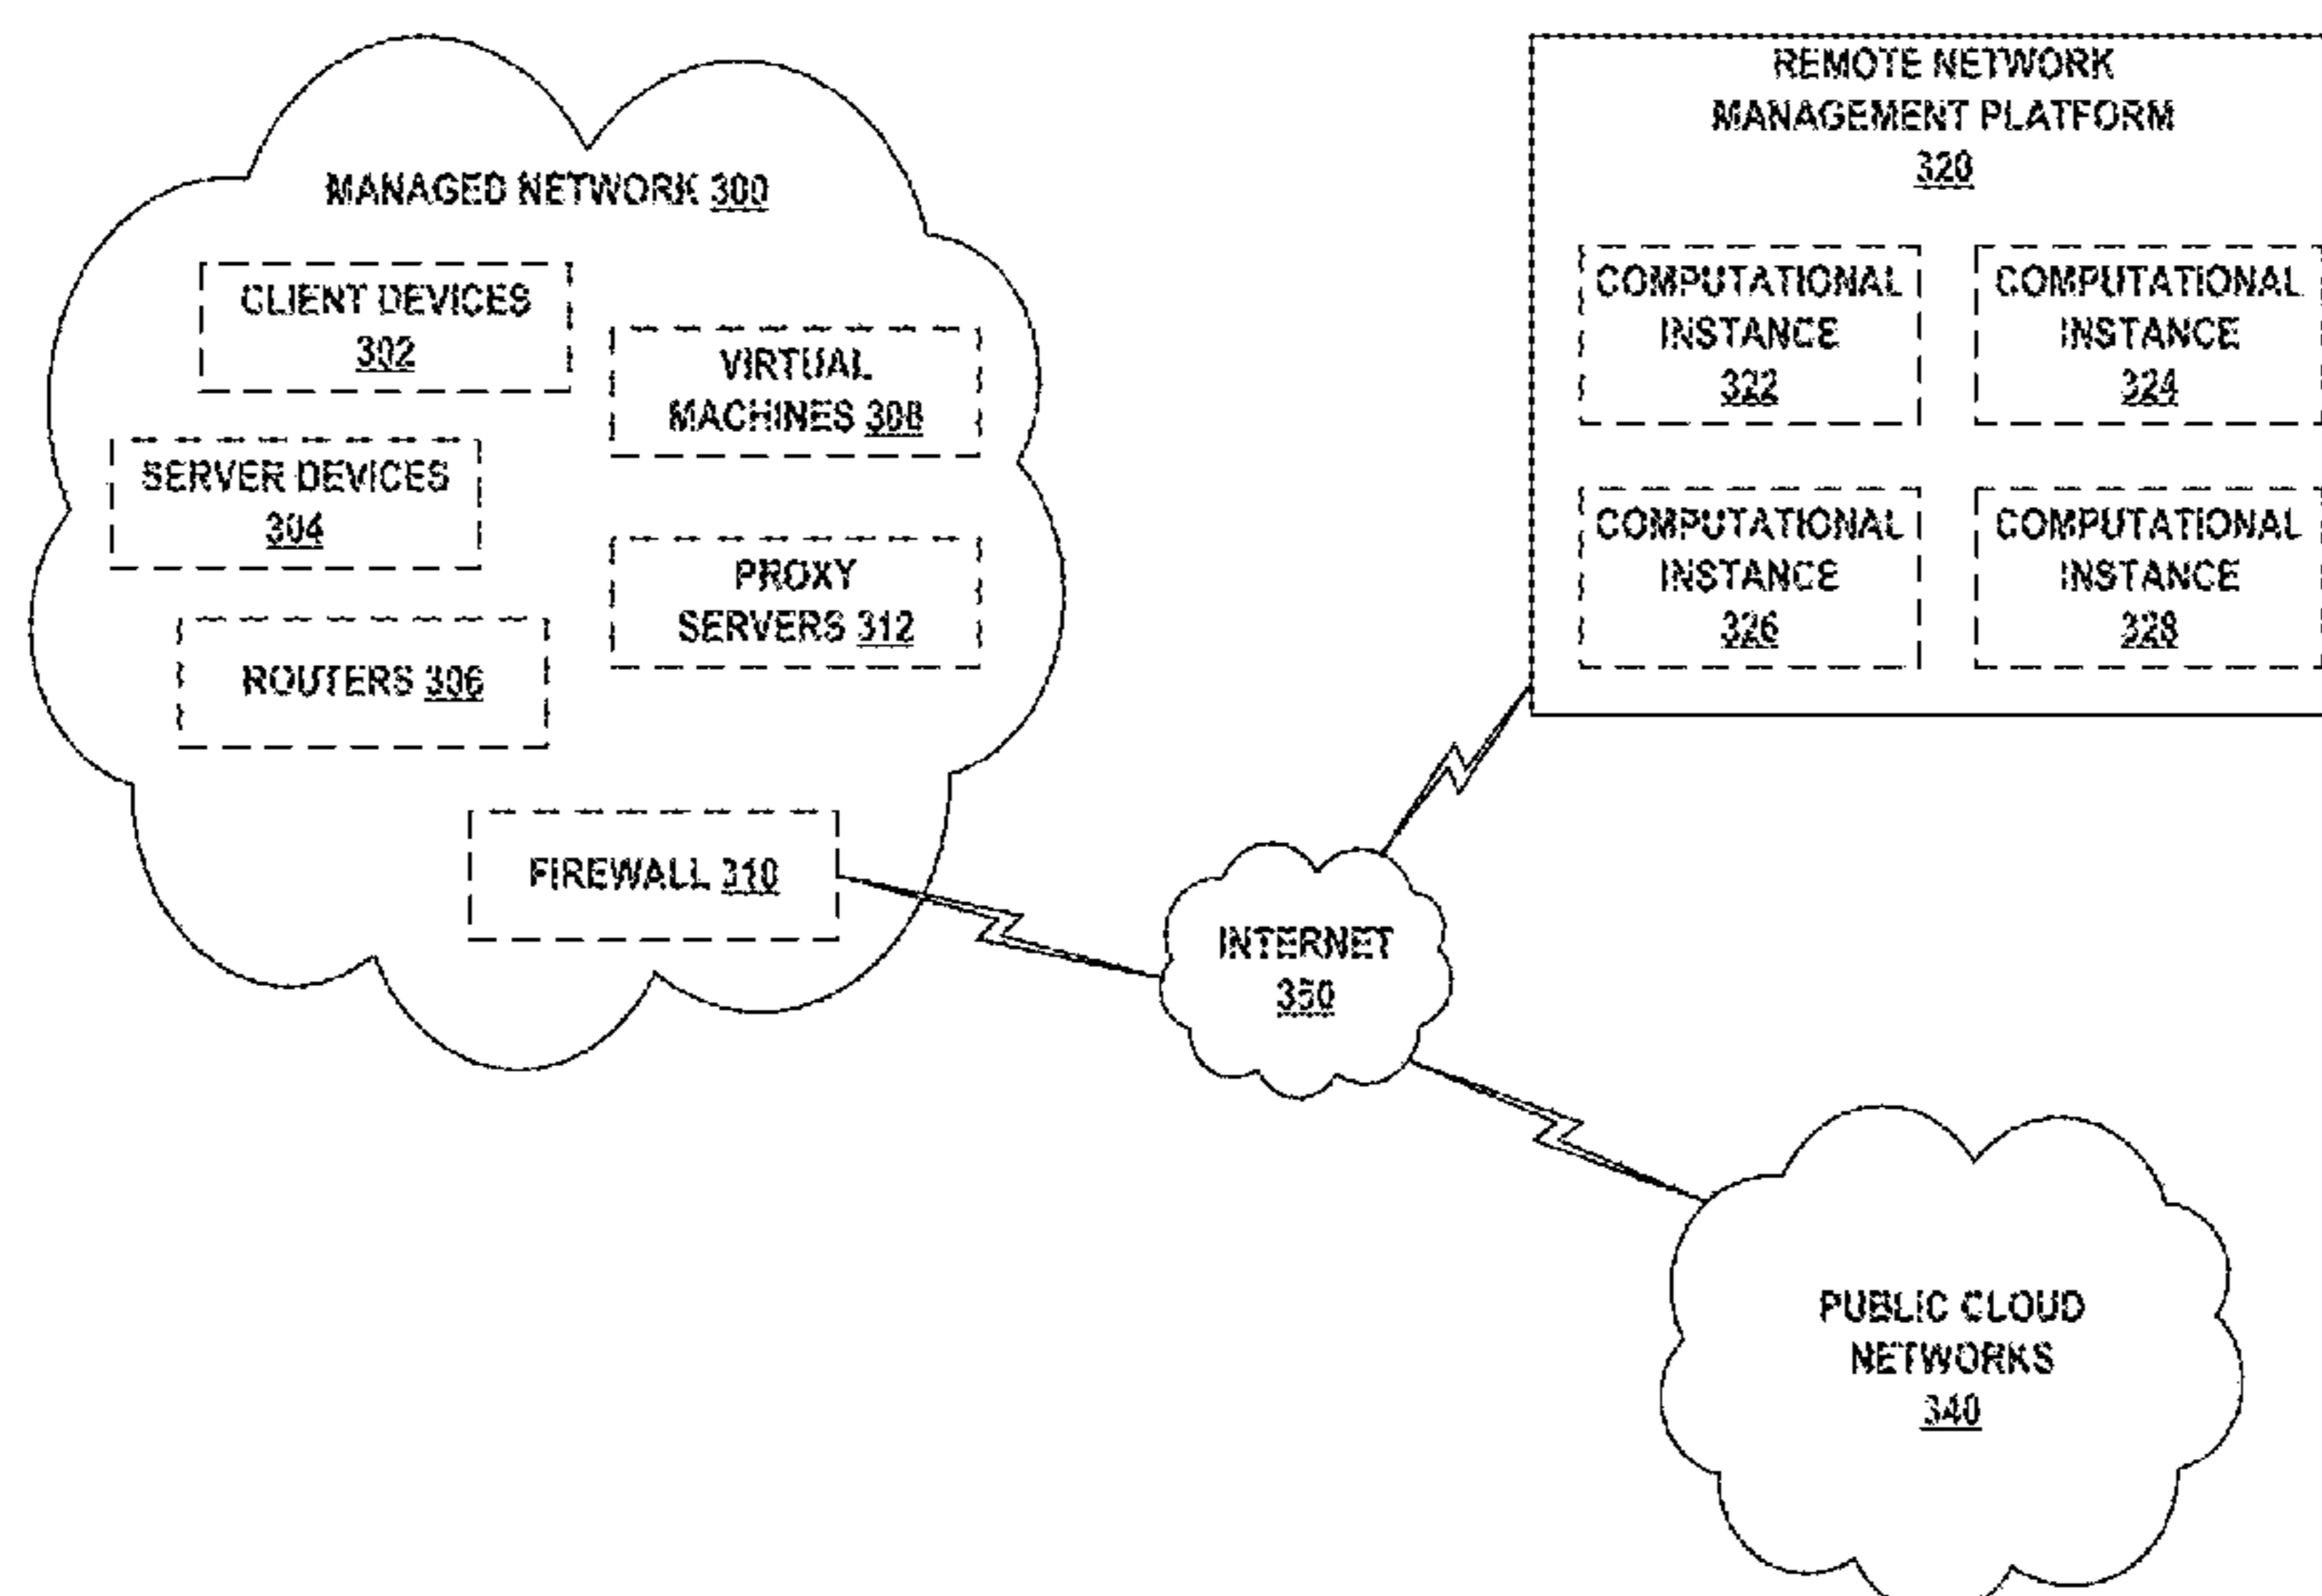 MANAGED NETWORK 300
CLIENT DEVICES
302
VIRTUAL
MACHINES 308
SERVER DEVICES
304
PROXY
SERVERS 312
ROUTERS 306
FIREWALL 310
INTERNET
350
REMOTE NETWORK
MANAGEMENT PLATFORM
320
COMPUTATIONAL
INSTANCE
322
COMPUTATIONAL
INSTANCE
324
COMPUTATIONAL
INSTANCE
326
COMPUTATIONAL
INSTANCE
328
PUBLIC CLOUD
NETWORKS
340